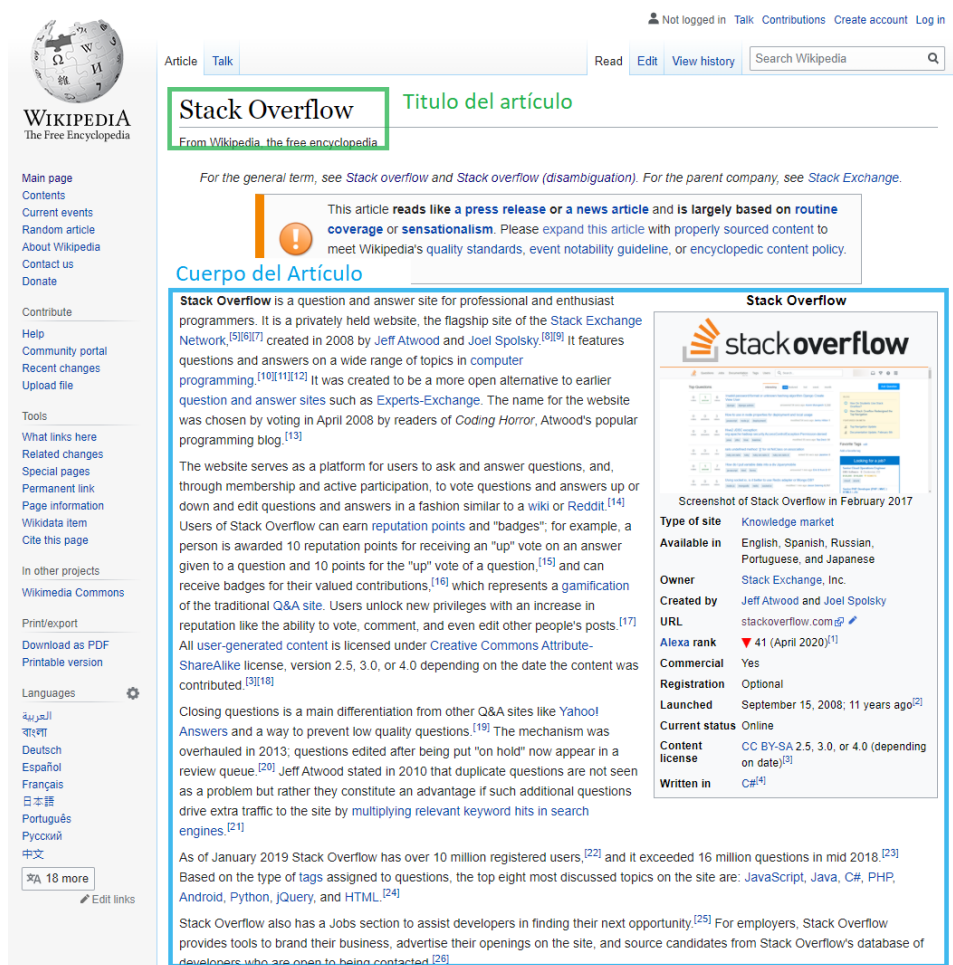 Not logged in Talk Contributions Create account Log in
WIKIPEDIA
The Free Encyclopedia
Article Talk
Read Edit View history
Search Wikipedia
Stack Overflow
Titulo del artículo
From Wikipedia, the free encyclopedia
For the general term, see Stack overflow and Stack overflow (disambiguation). For the parent company, see Stack Exchange.
This article reads like a press release or a news article and is largely based on routine
coverage or sensationalism. Please expand this article with properly sourced content to
meet Wikipedia's quality standards, event notability guideline, or encyclopedic content policy.
Cuerpo del Artículo
Main page
Contents
Current events
Random article
About Wikipedia
Contact us
Donate
Contribute
Help
Community portal
Recent changes
Upload file
Tools
What links here
Related changes
Special pages
Permanent link
Page information
Wikidata item
Cite this page
In other projects
Wikimedia Commons
Print/export
Download as PDF
Printable version
Languages
العربية
বাংলা
Deutsch
Español
Français
日本語
Português
Русский
中文
18 more
Edit links
Stack Overflow is a question and answer site for professional and enthusiast
programmers. It is a privately held website, the flagship site of the Stack Exchange
Network,[5][6][7] created in 2008 by Jeff Atwood and Joel Spolsky.[8][9] It features
questions and answers on a wide range of topics in computer
programming.[10][11][12] It was created to be a more open alternative to earlier
question and answer sites such as Experts-Exchange. The name for the website
was chosen by voting in April 2008 by readers of Coding Horror, Atwood's popular
programming blog.[13]
The website serves as a platform for users to ask and answer questions, and,
through membership and active participation, to vote questions and answers up or
down and edit questions and answers in a fashion similar to a wiki or Reddit.[14]
Users of Stack Overflow can earn reputation points and "badges"; for example, a
person is awarded 10 reputation points for receiving an "up" vote on an answer
given to a question and 10 points for the "up" vote of a question,[15] and can
receive badges for their valued contributions,[16] which represents a gamification
of the traditional Q&A site. Users unlock new privileges with an increase in
reputation like the ability to vote, comment, and even edit other people's posts.[17]
All user-generated content is licensed under Creative Commons Attribute-
ShareAlike license, version 2.5, 3.0, or 4.0 depending on the date the content was
contributed.[3][18]
Closing questions is a main differentiation from other Q&A sites like Yahoo!
Answers and a way to prevent low quality questions.[19] The mechanism was
overhauled in 2013; questions edited after being put "on hold" now appear in a
review queue.[20] Jeff Atwood stated in 2010 that duplicate questions are not seen
as a problem but rather they constitute an advantage if such additional questions
drive extra traffic to the site by multiplying relevant keyword hits in search
engines.[21]
As of January 2019 Stack Overflow has over 10 million registered users,[22] and it exceeded 16 million questions in mid 2018.[23]
Based on the type of tags assigned to questions, the top eight most discussed topics on the site are: JavaScript, Java, C#, PHP,
Android, Python, jQuery, and HTML.[24]
Stack Overflow also has a Jobs section to assist developers in finding their next opportunity.[25] For employers, Stack Overflow
provides tools to brand their business, advertise their openings on the site, and source candidates from Stack Overflow's database of
developers who are open to being contacted.[26]
Stack Overflow
stackoverflow
Top Questions
Looking for a job?
Screenshot of Stack Overflow in February 2017
Type of site Knowledge market
Available in English, Spanish, Russian,
Portuguese, and Japanese
Owner Stack Exchange, Inc.
Created by Jeff Atwood and Joel Spolsky
URL stackoverflow.com
Alexa rank ▼ 41 (April 2020)[1]
Commercial Yes
Registration Optional
Launched September 15, 2008; 11 years ago[2]
Current status Online
Content CC BY-SA 2.5, 3.0, or 4.0 (depending
license on date)[3]
Written in C#[4]